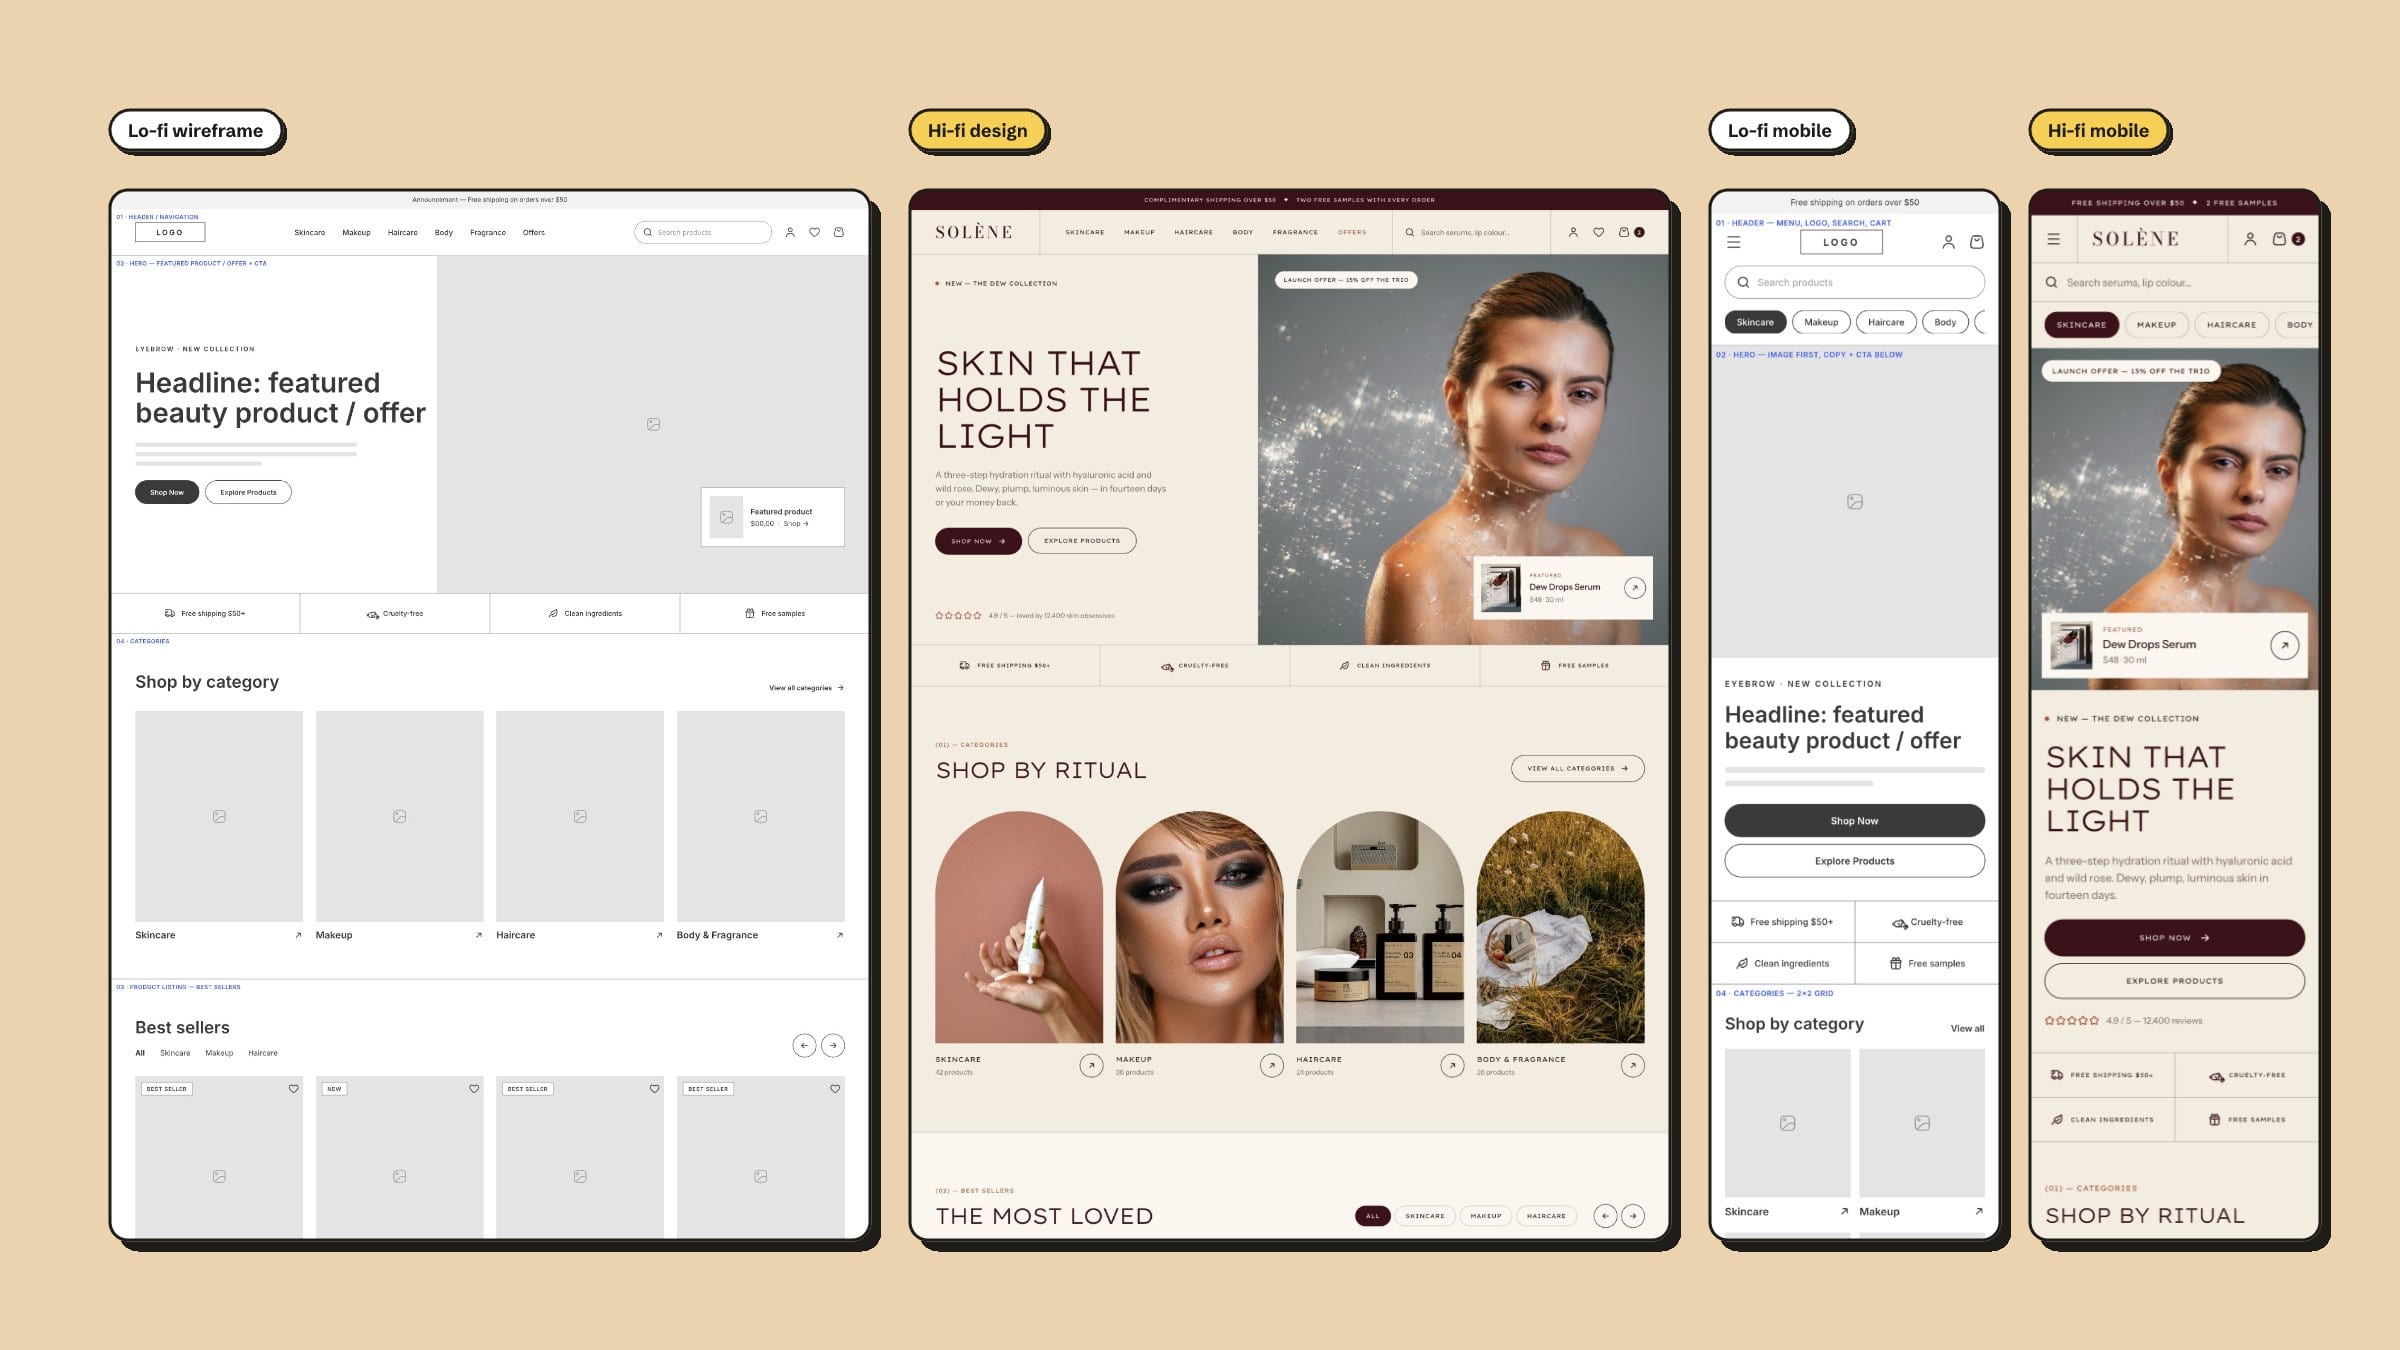 Lo-fi wireframe
Announcement — Free shipping on orders over $50
01 · HEADER / NAVIGATION
LOGO
Skincare Makeup Haircare Body Fragrance Offers
Search products
02 · HERO — FEATURED PRODUCT / OFFER + CTA
EYEBROW · NEW COLLECTION
Headline: featured
beauty product / offer
Shop Now
Explore Products
Featured product
$00.00 · Shop →
Free shipping $50+
Cruelty-free
Clean ingredients
Free samples
04 · CATEGORIES
Shop by category
View all categories →
Skincare
Makeup
Haircare
Body & Fragrance
03 · PRODUCT LISTING — BEST SELLERS
Best sellers
All Skincare Makeup Haircare
BEST SELLER
NEW
BEST SELLER
BEST SELLER
Hi-fi design
COMPLIMENTARY SHIPPING OVER $50 ✦ TWO FREE SAMPLES WITH EVERY ORDER
SOLÈNE
SKINCARE MAKEUP HAIRCARE BODY FRAGRANCE OFFERS
Search serums, lip colour...
2
NEW — THE DEW COLLECTION
LAUNCH OFFER — 15% OFF THE TRIO
SKIN THAT
HOLDS THE
LIGHT
A three-step hydration ritual with hyaluronic acid and
wild rose. Dewy, plump, luminous skin — in fourteen days
or your money back.
SHOP NOW →
EXPLORE PRODUCTS
4.9 / 5 — loved by 12,400 skin obsessives
FEATURED
Dew Drops Serum
$48 · 30 ml
FREE SHIPPING $50+
CRUELTY-FREE
CLEAN INGREDIENTS
FREE SAMPLES
(01) — CATEGORIES
SHOP BY RITUAL
VIEW ALL CATEGORIES →
03
04
SKINCARE
42 products
MAKEUP
36 products
HAIRCARE
24 products
BODY & FRAGRANCE
26 products
(02) — BEST SELLERS
THE MOST LOVED
ALL
SKINCARE
MAKEUP
HAIRCARE
Lo-fi mobile
Free shipping on orders over $50
01 · HEADER — MENU, LOGO, SEARCH, CART
LOGO
Search products
Skincare
Makeup
Haircare
Body
02 · HERO — IMAGE FIRST, COPY + CTA BELOW
EYEBROW · NEW COLLECTION
Headline: featured
beauty product / offer
Shop Now
Explore Products
Free shipping $50+
Cruelty-free
Clean ingredients
Free samples
04 · CATEGORIES — 2×2 GRID
Shop by category
View all
Skincare
Makeup
Hi-fi mobile
FREE SHIPPING OVER $50 ✦ 2 FREE SAMPLES
SOLÈNE
2
Search serums, lip colour...
SKINCARE
MAKEUP
HAIRCARE
BODY
LAUNCH OFFER — 15% OFF THE TRIO
FEATURED
Dew Drops Serum
$48 · 30 ml
NEW — THE DEW COLLECTION
SKIN THAT
HOLDS THE
LIGHT
A three-step hydration ritual with hyaluronic acid
and wild rose. Dewy, plump, luminous skin in
fourteen days.
SHOP NOW →
EXPLORE PRODUCTS
4.9 / 5 — 12,400 reviews
FREE SHIPPING $50+
CRUELTY-FREE
CLEAN INGREDIENTS
FREE SAMPLES
(01) — CATEGORIES
SHOP BY RITUAL